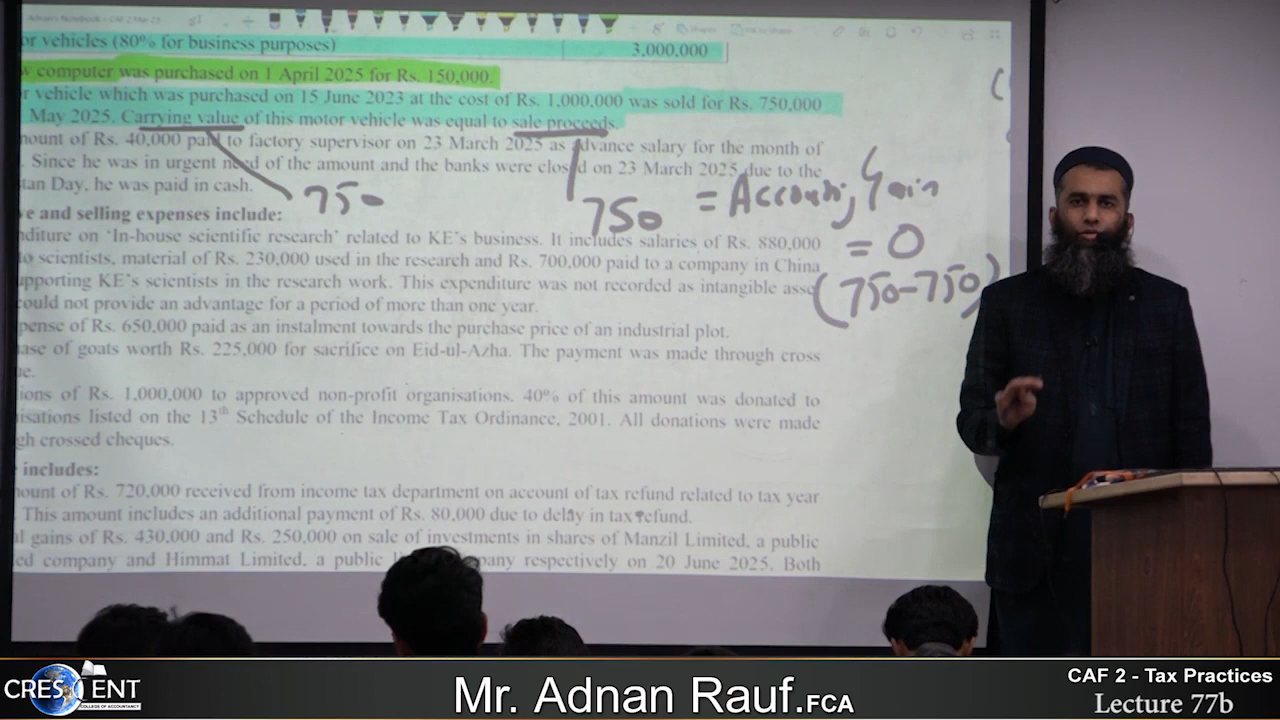 or vehicles (80% for business purposes) 3,000,000
computer was purchased on 1 April 2025 for Rs. 150,000.
r vehicle which was purchased on 15 June 2023 at the cost of Rs. 1,000,000 was sold for Rs. 750,000
May 2025. Carrying value of this motor vehicle was equal to sale proceeds.
ount of Rs. 40,000 paid to factory supervisor on 23 March 2025 as advance salary for the month of
. Since he was in urgent need of the amount and the banks were closed on 23 March 2025 due to the
tan Day, he was paid in cash.
750
750 = Accouni, Gain
= 0
(750-750)
ve and selling expenses include:
nditure on ‘In-house scientific research’ related to KE’s business. It includes salaries of Rs. 880,000
o scientists, material of Rs. 230,000 used in the research and Rs. 700,000 paid to a company in China
upporting KE’s scientists in the research work. This expenditure was not recorded as intangible asse
could not provide an advantage for a period of more than one year.
pense of Rs. 650,000 paid as an instalment towards the purchase price of an industrial plot.
ase of goats worth Rs. 225,000 for sacrifice on Eid-ul-Azha. The payment was made through cross
ue.
ions of Rs. 1,000,000 to approved non-profit organisations. 40% of this amount was donated to
isations listed on the 13th Schedule of the Income Tax Ordinance, 2001. All donations were made
gh crossed cheques.
includes:
ount of Rs. 720,000 received from income tax department on account of tax refund related to tax year
. This amount includes an additional payment of Rs. 80,000 due to delay in tax refund.
al gains of Rs. 430,000 and Rs. 250,000 on sale of investments in shares of Manzil Limited, a public
ed company and Himmat Limited, a public pany respectively on 20 June 2025. Both
CRESCENT
COLLEGE OF ACCOUNTANCY
Mr. Adnan Rauf.FCA
CAF 2 - Tax Practices
Lecture 77b